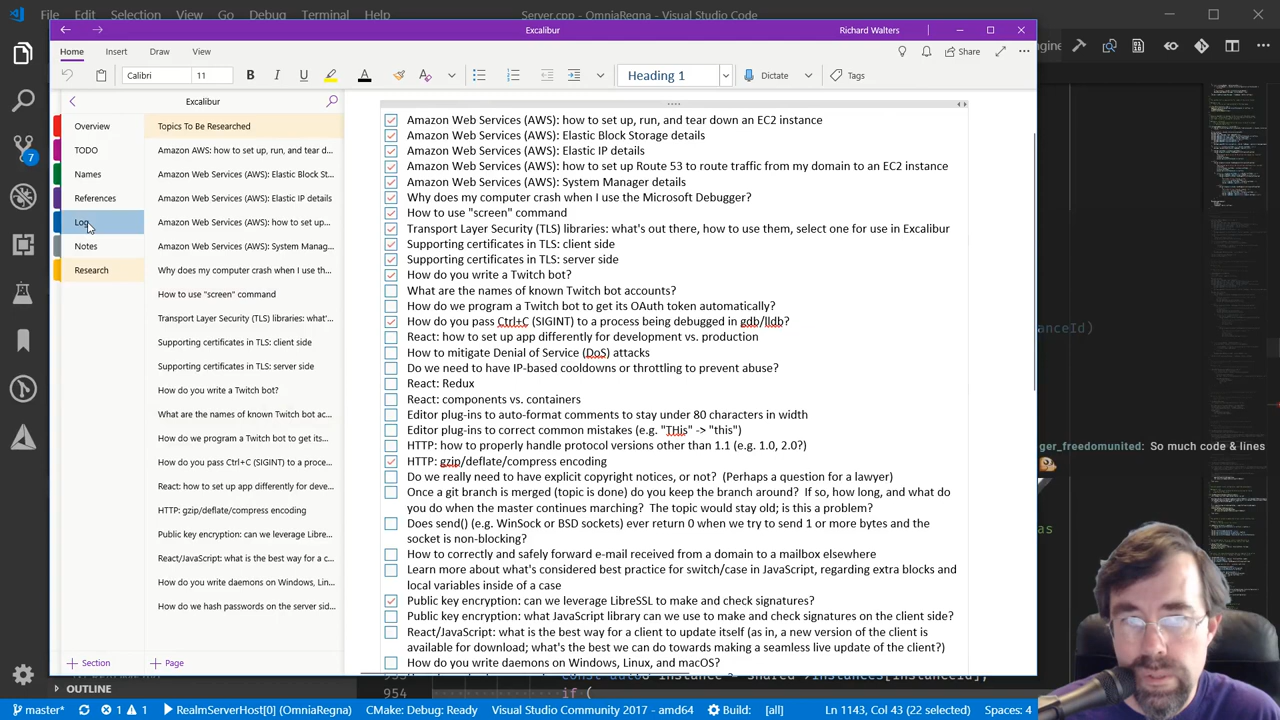 Terminal
Help
Server.cpp - OmniaRegna - Visual Studio Code
Excalibur
Richard Walters
Home
Insert
Draw
View
Share
Calibri
11
B
I
U
A
Heading 1
Dictate
Tags
Excalibur
Overview
TODO
Names
References
Log
Notes
Research
Topics To Be Researched
Amazon AWS: how to set up, run, and tear d...
Amazon Web Services (AWS): Elastic Block St...
Amazon Web Services (AWS): Elastic IP details
Amazon Web Services (AWS): how to set up...
Amazon Web Services (AWS): System Manag...
Why does my computer crash when I use th...
How to use "screen" command
Transport Layer Security (TLS) libraries: what'...
Supporting certificates in TLS: client side
Supporting certificates in TLS: server side
How do you write a Twitch bot?
What are the names of known Twitch bot ac...
How do we program a Twitch bot to get its...
How do you pass Ctrl+C (SIGINT) to a proce...
React: how to set up app differently for deve...
HTTP: gzip/deflate/compress encoding
Public key encryption: can we leverage Libre...
React/JavaScript: what is the best way for a c...
How do you write daemons on Windows, Lin...
How do we hash passwords on the server sid...
Section
Page
Amazon Web Services (AWS): how to set up, run, and tear down an EC2 instance
Amazon Web Services (AWS): Elastic Block Storage details
Amazon Web Services (AWS): Elastic IP details
Amazon Web Services (AWS): how to set up Route 53 to route traffic from my domain to an EC2 instance
Amazon Web Services (AWS): System Manager details
Why does my computer crash when I use the Microsoft Debugger?
How to use "screen" command
Transport Layer Security (TLS) libraries: what's out there, how to use them, select one for use in Excalibur
Supporting certificates in TLS: client side
Supporting certificates in TLS: server side
How do you write a Twitch bot?
What are the names of known Twitch bot accounts?
How do we program a Twitch bot to get its OAuth token automatically?
How do you pass Ctrl+C (SIGINT) to a process being debugged in gdb/lldb?
React: how to set up app differently for development vs. production
How to mitigate Denial of Service (DoS) attacks
Do we need to have IP-based cooldowns or throttling to prevent abuse?
React: Redux
React: components vs. containers
Editor plug-ins to auto-format comments to stay under 80 characters in width
Editor plug-ins to correct common mistakes (e.g. "THis" -> "this")
HTTP: how to properly handle protocol versions other than 1.1 (e.g. 1.0, 2.0?)
HTTP: gzip/deflate/compress encoding
Do we really need to have explicit copyright notices, or not? (Perhaps a question for a lawyer)
Once a git branch is merged (topic is done) do you keep the branch around? If so, how long, and what do
you do when the master continues marching? The topic would stay old; is this a problem?
Does send() (e.g. WinSock or BSD sockets) ever return 0 when we try to send 1 or more bytes and the
socket is non-blocking?
How to correctly and safely forward e-mail received from a domain to a mailbox elsewhere
Learn more about what's considered best practice for switch/case in JavaScript, regarding extra blocks and
local variables inside of a case
Public key encryption: can we leverage LibreSSL to make and check signatures?
Public key encryption: what JavaScript library can we use to make and check signatures on the client side?
React/JavaScript: what is the best way for a client to update itself (as in, a new version of the client is
available for download; what's the best we can do towards making a seamless live update of the client?)
How do you write daemons on Windows, Linux, and macOS?
anceId)
ger_freedomunited: So much code & lines
as
7
OUTLINE
954
if (
master*
1
1
RealmServerHost[0] (OmniaRegna)
CMake: Debug: Ready
Visual Studio Community 2017 - amd64
Build:
[all]
Ln 1143, Col 43 (22 selected)
Spaces: 4